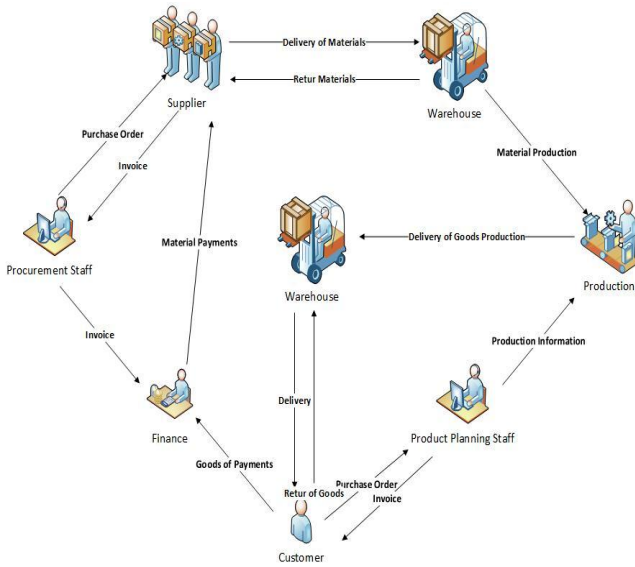 Delivery of Materials
Retur Materials
Supplier
Warehouse
Purchase Order
Invoice
Material Production
Material Payments
Delivery of Goods Production
Procurement Staff
Warehouse
Production
Invoice
Production Information
Delivery
Finance
Product Planning Staff
Goods of Payments
Purchase Order
Retur of Goods
Invoice
Customer